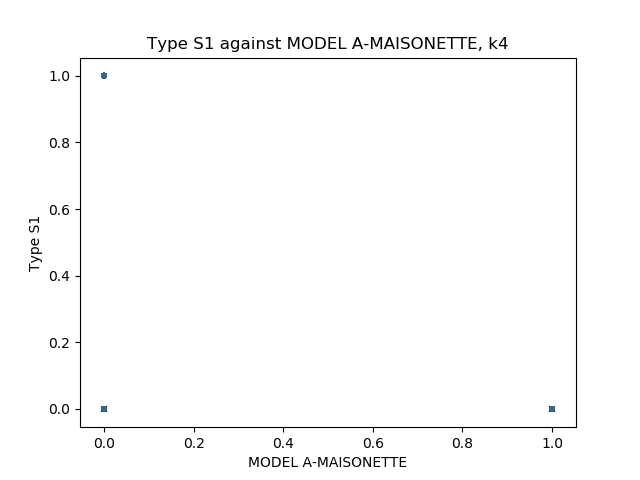 Type S1 against MODEL A-MAISONETTE, k4
1.0
0.8
0.6
0.4
0.2
0.0
Type S1
0.0 0.2 0.4 0.6 0.8 1.0
MODEL A-MAISONETTE